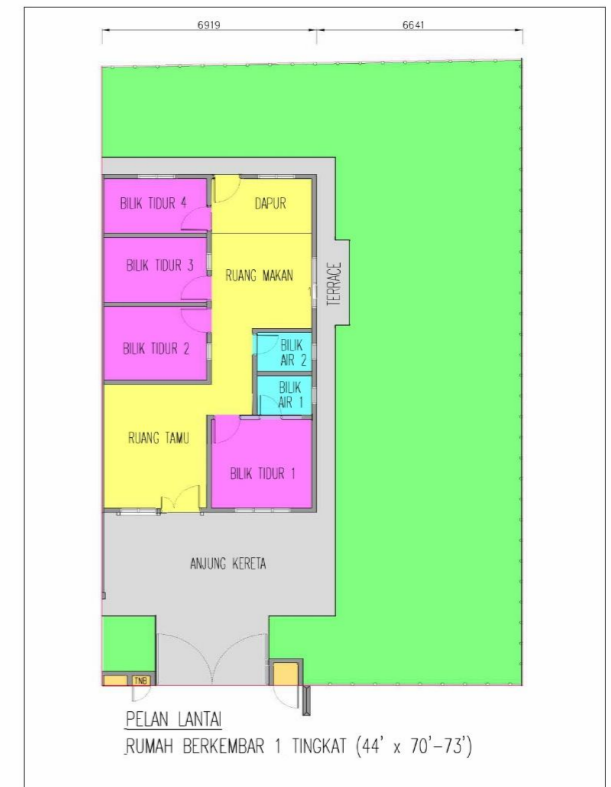 6919 6641
BILIK TIDUR 4
DAPUR
BILIK TIDUR 3
RUANG MAKAN
TERRACE
BILIK TIDUR 2
BILIK
AIR 2
BILIK
AIR 1
RUANG TAMU
BILIK TIDUR 1
ANJUNG KERETA
TNB
PELAN LANTAI
RUMAH BERKEMBAR 1 TINGKAT (44' x 70'-73')